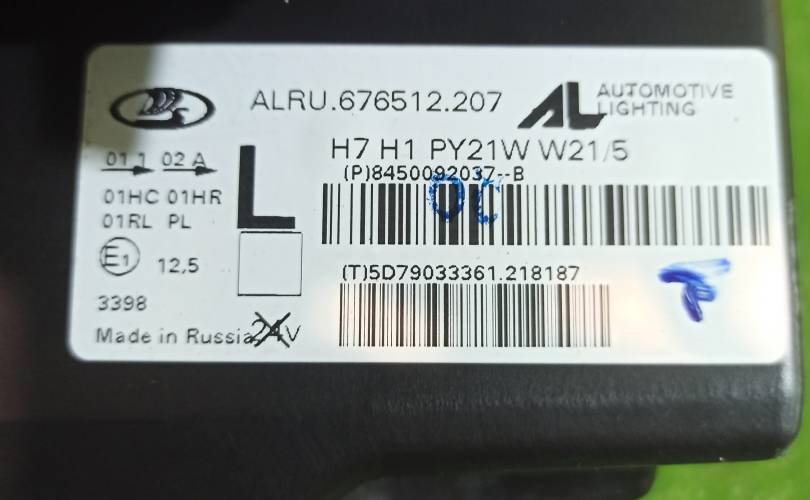 ALRU.676512.207
AL AUTOMOTIVE LIGHTING
H7 H1 PY21W W21/5
(P)8450092037--B
01 1 02 A
01HC 01HR
01RL PL
L
E1 12,5
OC
(T)5D79033361.218187
3398
Made in Russia 24V